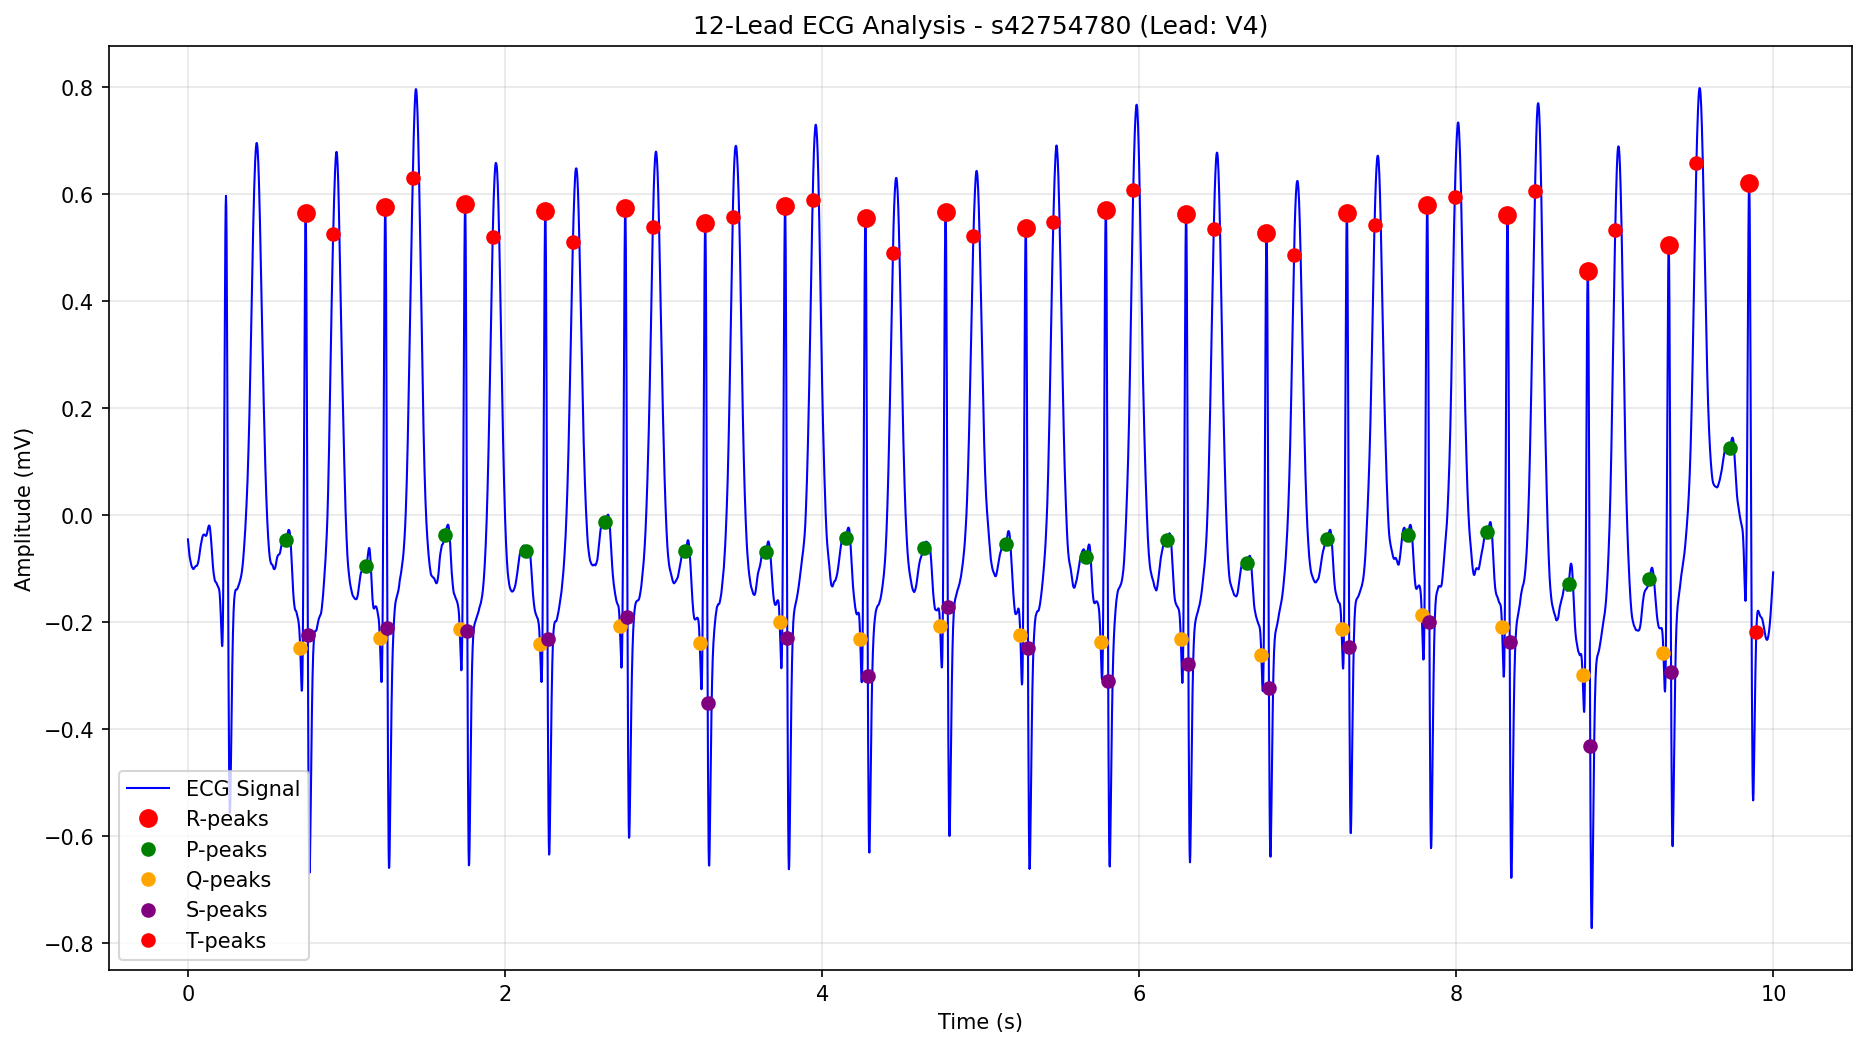 12-Lead ECG Analysis - s42754780 (Lead: V4)
Amplitude (mV)
0.8
0.6
0.4
0.2
0.0
−0.2
−0.4
−0.6
−0.8
ECG Signal
R-peaks
P-peaks
Q-peaks
S-peaks
T-peaks
0 2 4 6 8 10
Time (s)